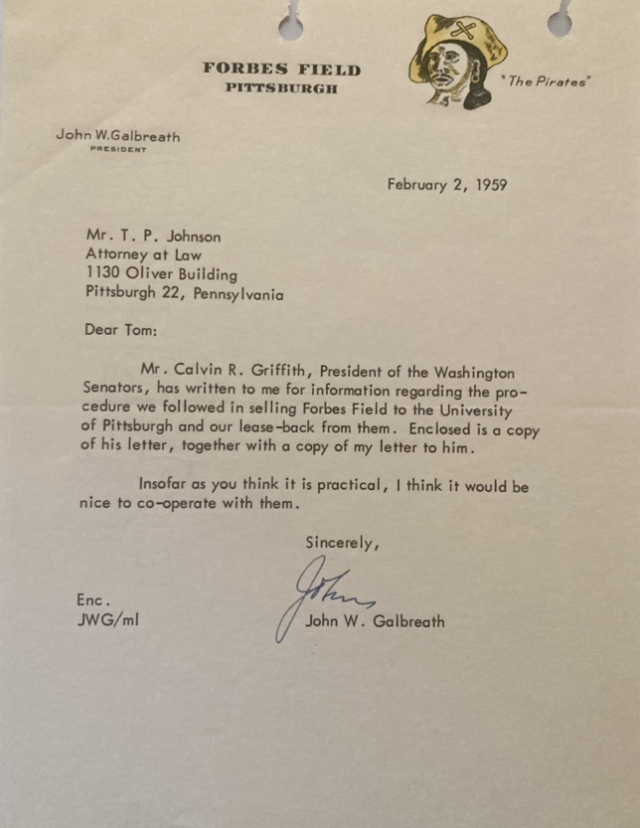 FORBES FIELD
PITTSBURGH
"The Pirates"
John W. Galbreath
PRESIDENT
February 2, 1959
Mr. T. P. Johnson
Attorney at Law
1130 Oliver Building
Pittsburgh 22, Pennsylvania
Dear Tom:
Mr. Calvin R. Griffith, President of the Washington
Senators, has written to me for information regarding the pro-
cedure we followed in selling Forbes Field to the University
of Pittsburgh and our lease-back from them. Enclosed is a copy
of his letter, together with a copy of my letter to him.
Insofar as you think it is practical, I think it would be
nice to co-operate with them.
Sincerely,
John
Enc.
JWG/ml
John W. Galbreath